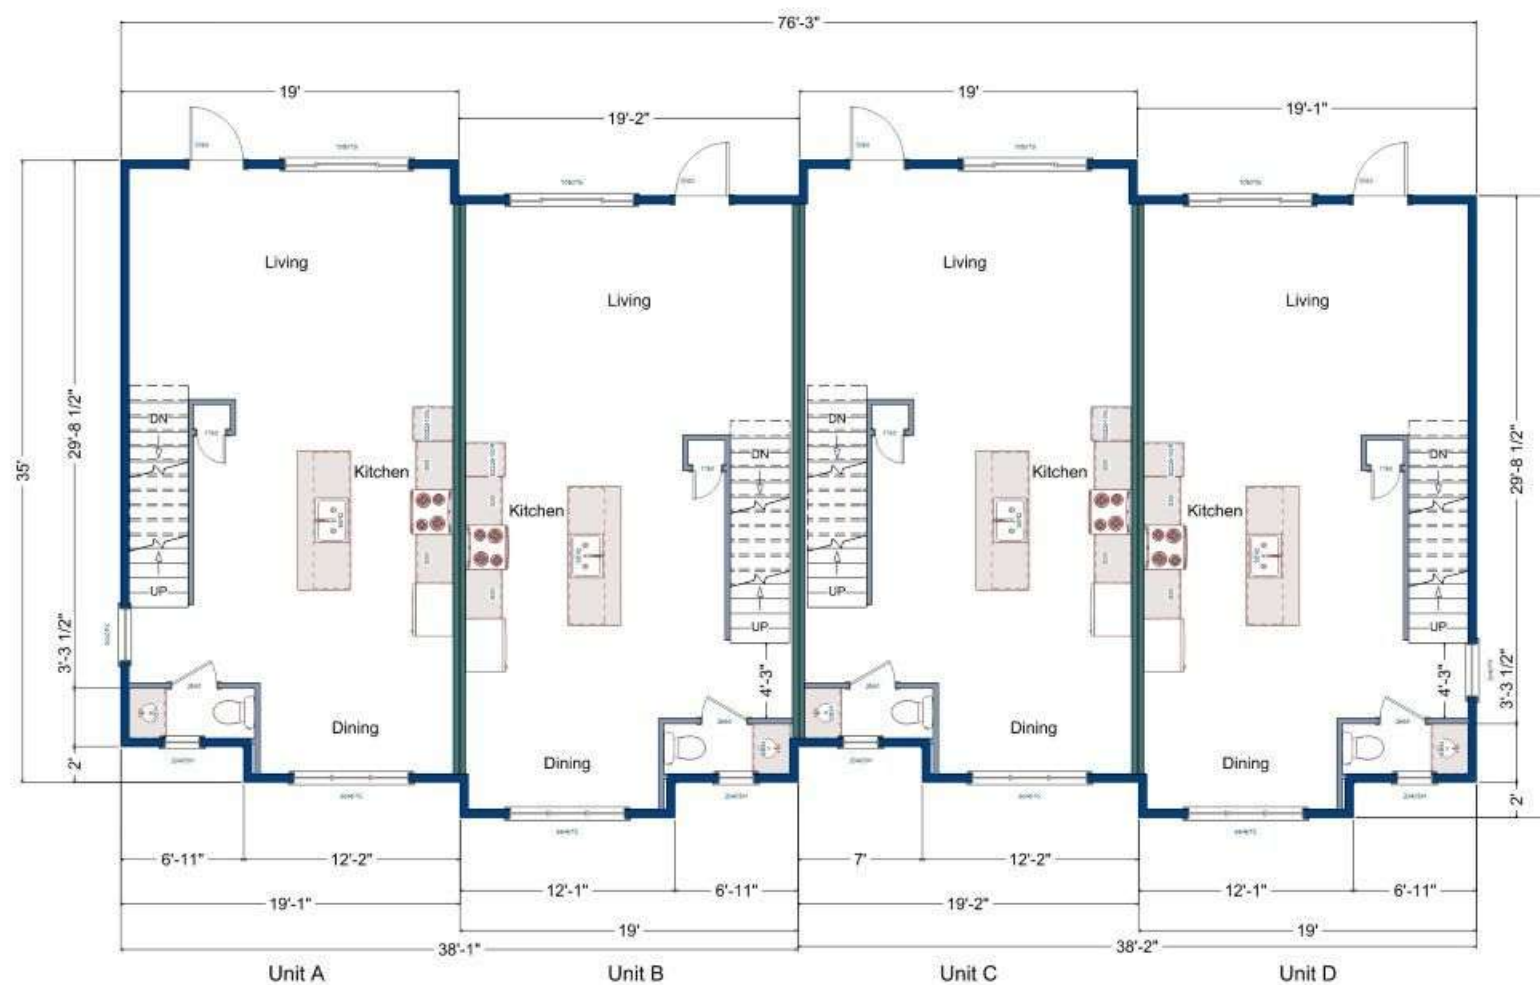 76'-3"
19'
19'-2"
19'
19'-1"
Living
Living
Living
Living
35'
29'-8 1/2"
3'-3 1/2"
2'
DN
UP
Kitchen
Kitchen
DN
UP
DN
UP
Kitchen
Kitchen
DN
UP
29'-8 1/2"
3'-3 1/2"
2'
4'-3"
4'-3"
Dining
Dining
Dining
Dining
6'-11"
12'-2"
12'-1"
6'-11"
7'
12'-2"
12'-1"
6'-11"
19'-1"
19'
19'-2"
19'
38'-1"
38'-2"
Unit A
Unit B
Unit C
Unit D